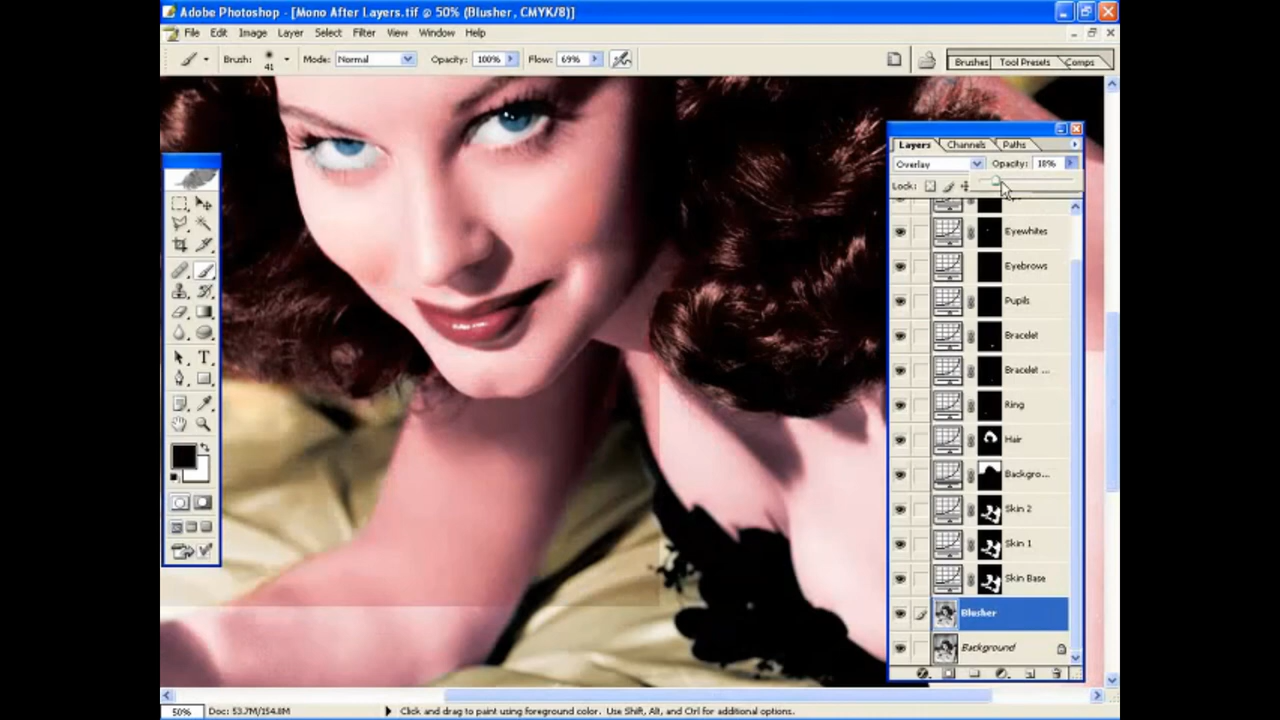 Adobe Photoshop - [Mono After Layers.tif @ 50% (Blusher, CMYK/8)]
File Edit Image Layer Select Filter View Window Help
Brush: 41 Mode: Normal Opacity: 100% Flow: 69% Brushes Tool Presets Comps
Layers Channels Paths
Overlay Opacity: 18%
Lock:
Eyewhites
Eyebrows
Pupils
Bracelet
Bracelet ...
Ring
Hair
Backgro...
Skin 2
Skin 1
Skin Base
Blusher
Background
50% Doc: 53.7M/154.8M Click and drag to paint using foreground color. Use Shift, Alt, and Ctrl for additional options.